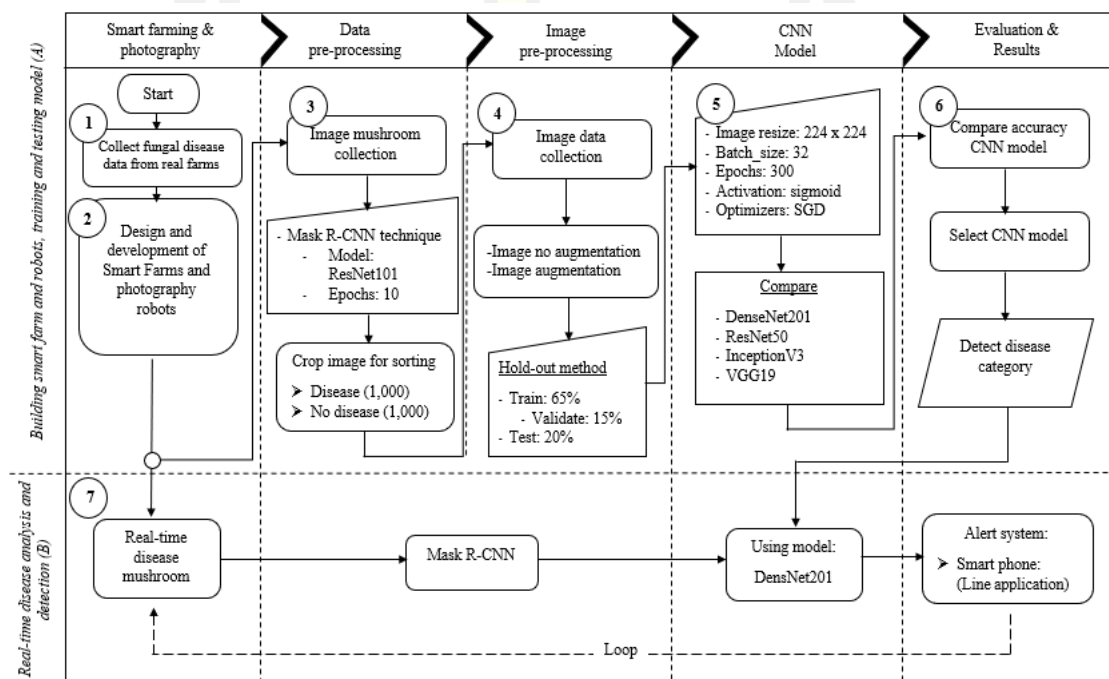 Smart farming &
photography
Data
pre-processing
Image
pre-processing
CNN
Model
Evaluation &
Results
Building smart farm and robots, training and testing model (A)
Start
1
Collect fungal disease
data from real farms
2
Design and
development of
Smart Farms and
photography
robots
3
Image mushroom
collection
- Mask R-CNN technique
- Model:
ResNet101
- Epochs: 10
Crop image for sorting
➤ Disease (1,000)
➤ No disease (1,000)
4
Image data
collection
-Image no augmentation
-Image augmentation
Hold-out method
- Train: 65%
- Validate: 15%
- Test: 20%
5
- Image resize: 224 x 224
- Batch_size: 32
- Epochs: 300
- Activation: sigmoid
- Optimizers: SGD
Compare
- DenseNet201
- ResNet50
- InceptionV3
- VGG19
6
Compare accuracy
CNN model
Select CNN model
Detect disease
category
Real-time disease analysis and
detection (B)
7
Real-time
disease
mushroom
Mask R-CNN
Using model:
DensNet201
Alert system:
➤ Smart phone:
(Line application)
Loop